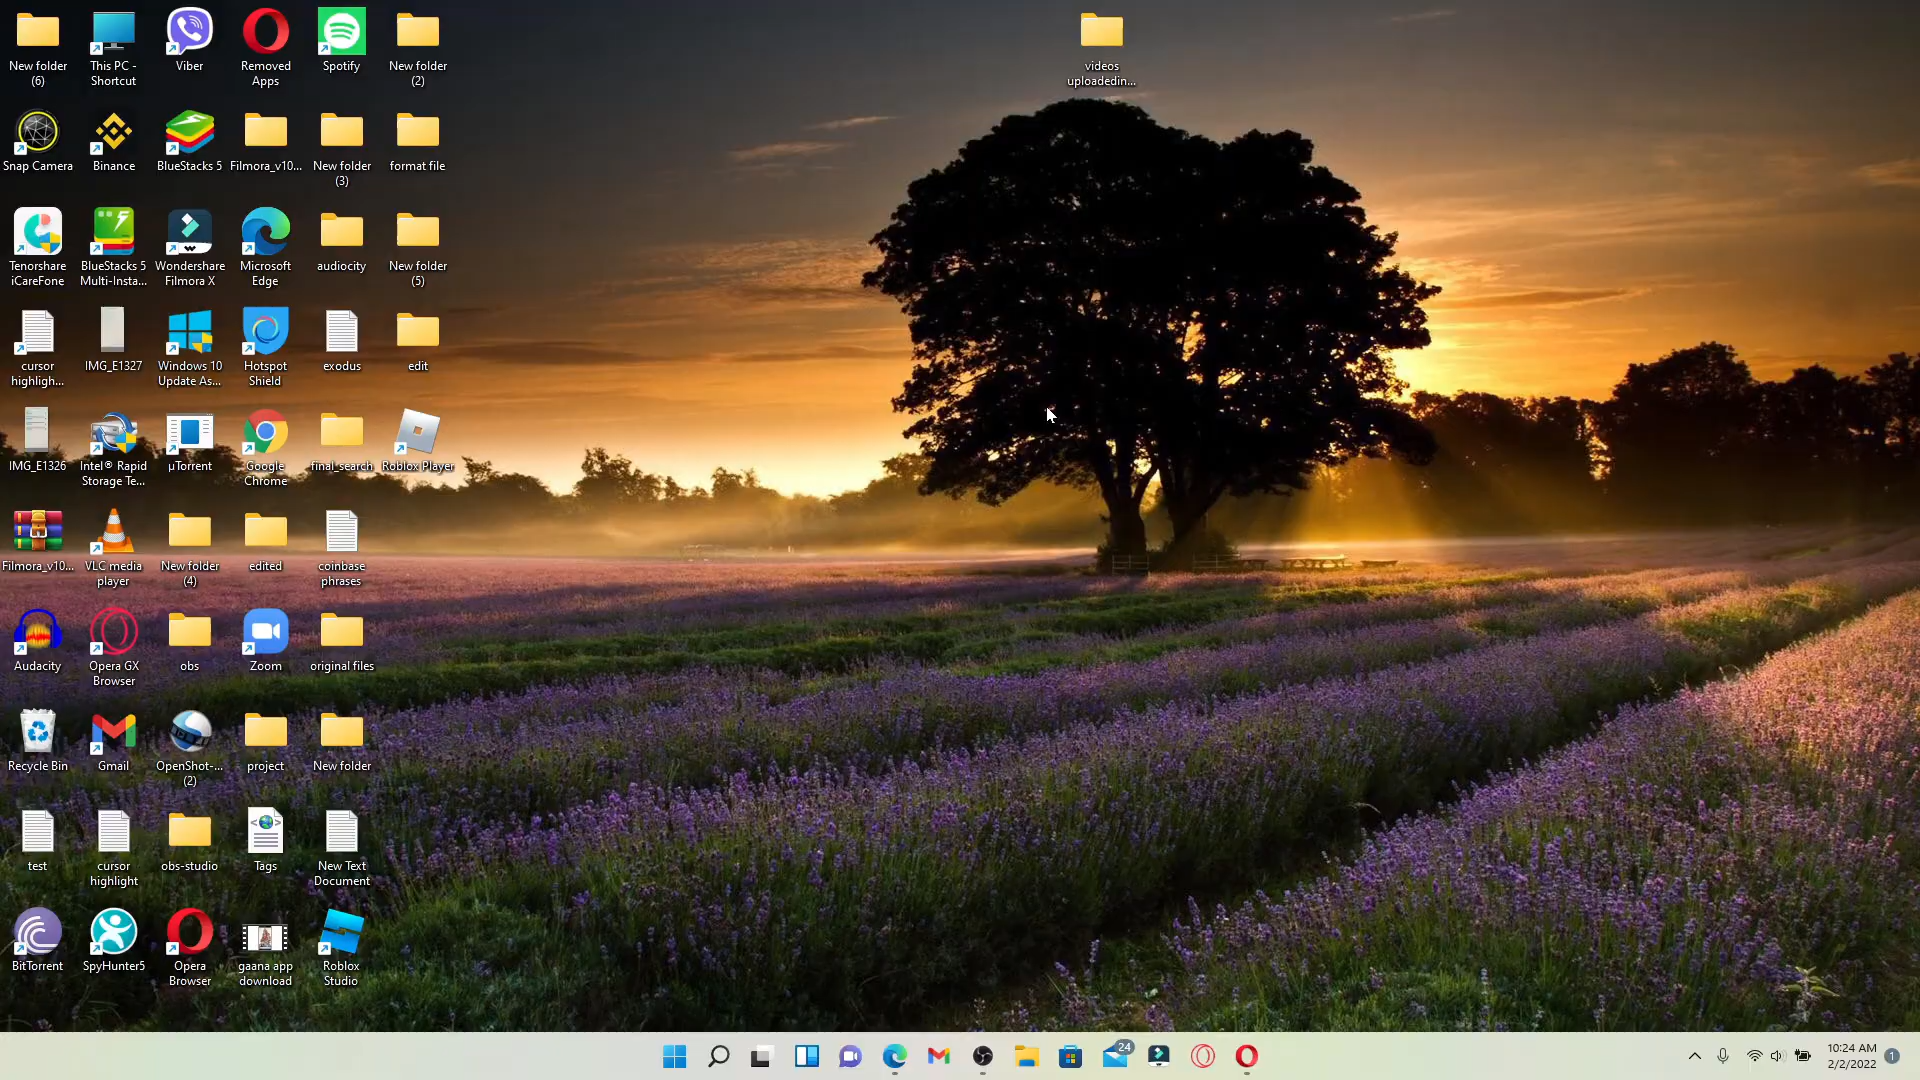 New folder
(6)
This PC -
Shortcut
Viber
Removed
Apps
Spotify
New folder
(2)
videos
uploadedin...
Snap Camera
Binance
BlueStacks 5
Filmora_v10...
New folder
(3)
format file
Tenorshare
iCareFone
BlueStacks 5
Multi-Insta...
Wondershare
Filmora X
Microsoft
Edge
audiocity
New folder
(5)
cursor
highligh...
IMG_E1327
Windows 10
Update As...
Hotspot
Shield
exodus
edit
IMG_E1326
Intel® Rapid
Storage Te...
µTorrent
Google
Chrome
final_search
Roblox Player
Filmora_v10...
VLC media
player
New folder
(4)
edited
coinbase
phrases
Audacity
Opera GX
Browser
obs
Zoom
original files
Recycle Bin
Gmail
OpenShot-...
(2)
project
New folder
test
cursor
highlight
obs-studio
Tags
New Text
Document
BitTorrent
SpyHunter5
Opera
Browser
gaana app
download
Roblox
Studio
24
10:24 AM
2/2/2022
1